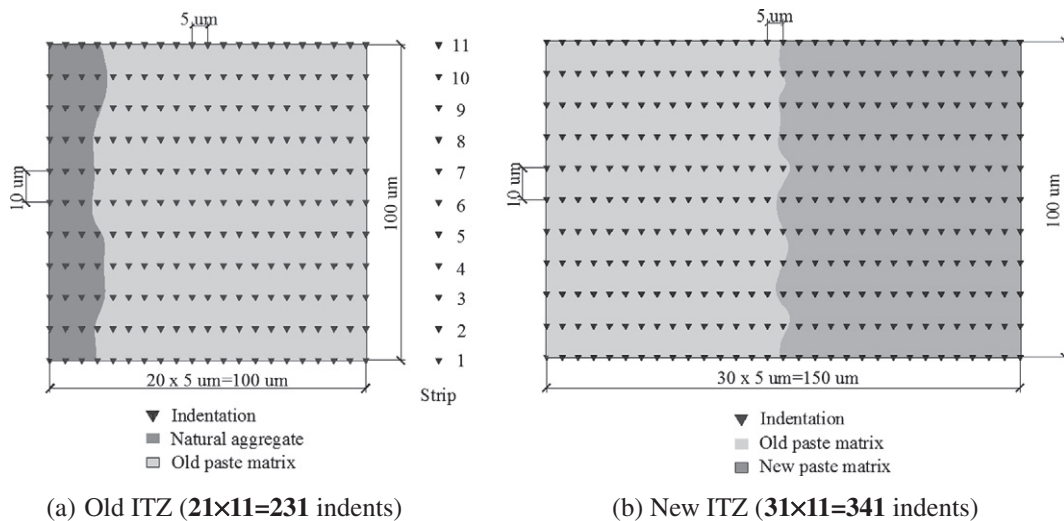 5 um
10 um
100 um
20 x 5 um=100 um
11
10
9
8
7
6
5
4
3
2
1
Strip
Indentation
Natural aggregate
Old paste matrix
(a) Old ITZ (21×11=231 indents)
5 um
10 um
100 um
30 x 5 um=150 um
Indentation
Old paste matrix
New paste matrix
(b) New ITZ (31×11=341 indents)